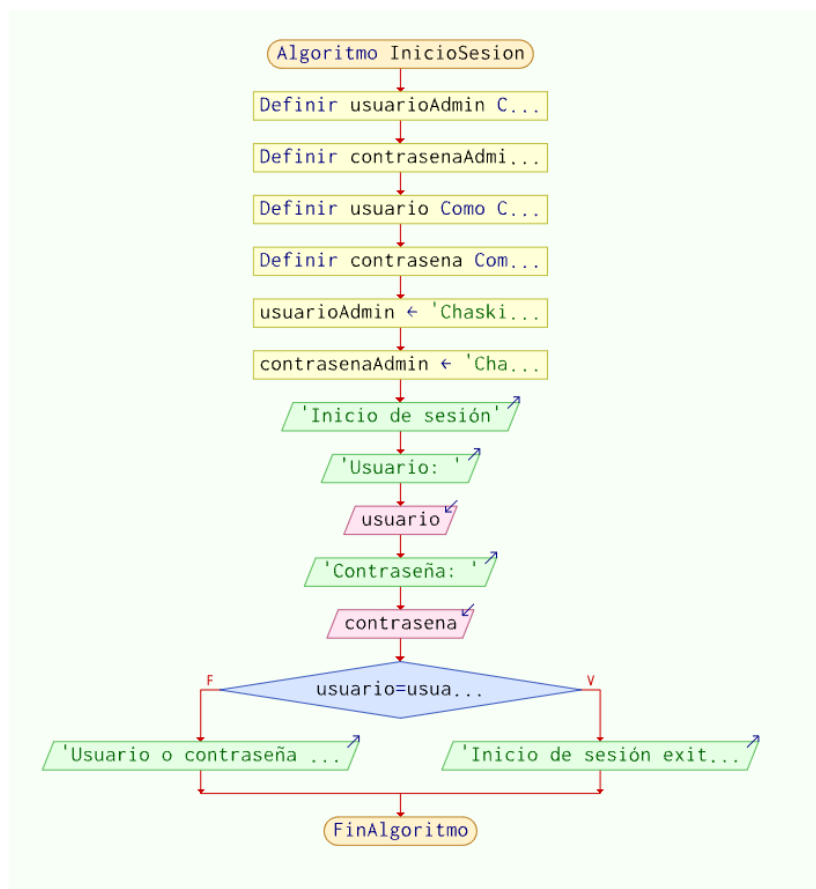 Algoritmo InicioSesion
Definir usuarioAdmin C...
Definir contrasenaAdmi...
Definir usuario Como C...
Definir contrasena Com...
usuarioAdmin ← 'Chaski...
contrasenaAdmin ← 'Cha...
'Inicio de sesión'
'Usuario: '
usuario
'Contraseña: '
contrasena
F
V
usuario=usua...
'Usuario o contraseña ...
'Inicio de sesión exit...
FinAlgoritmo